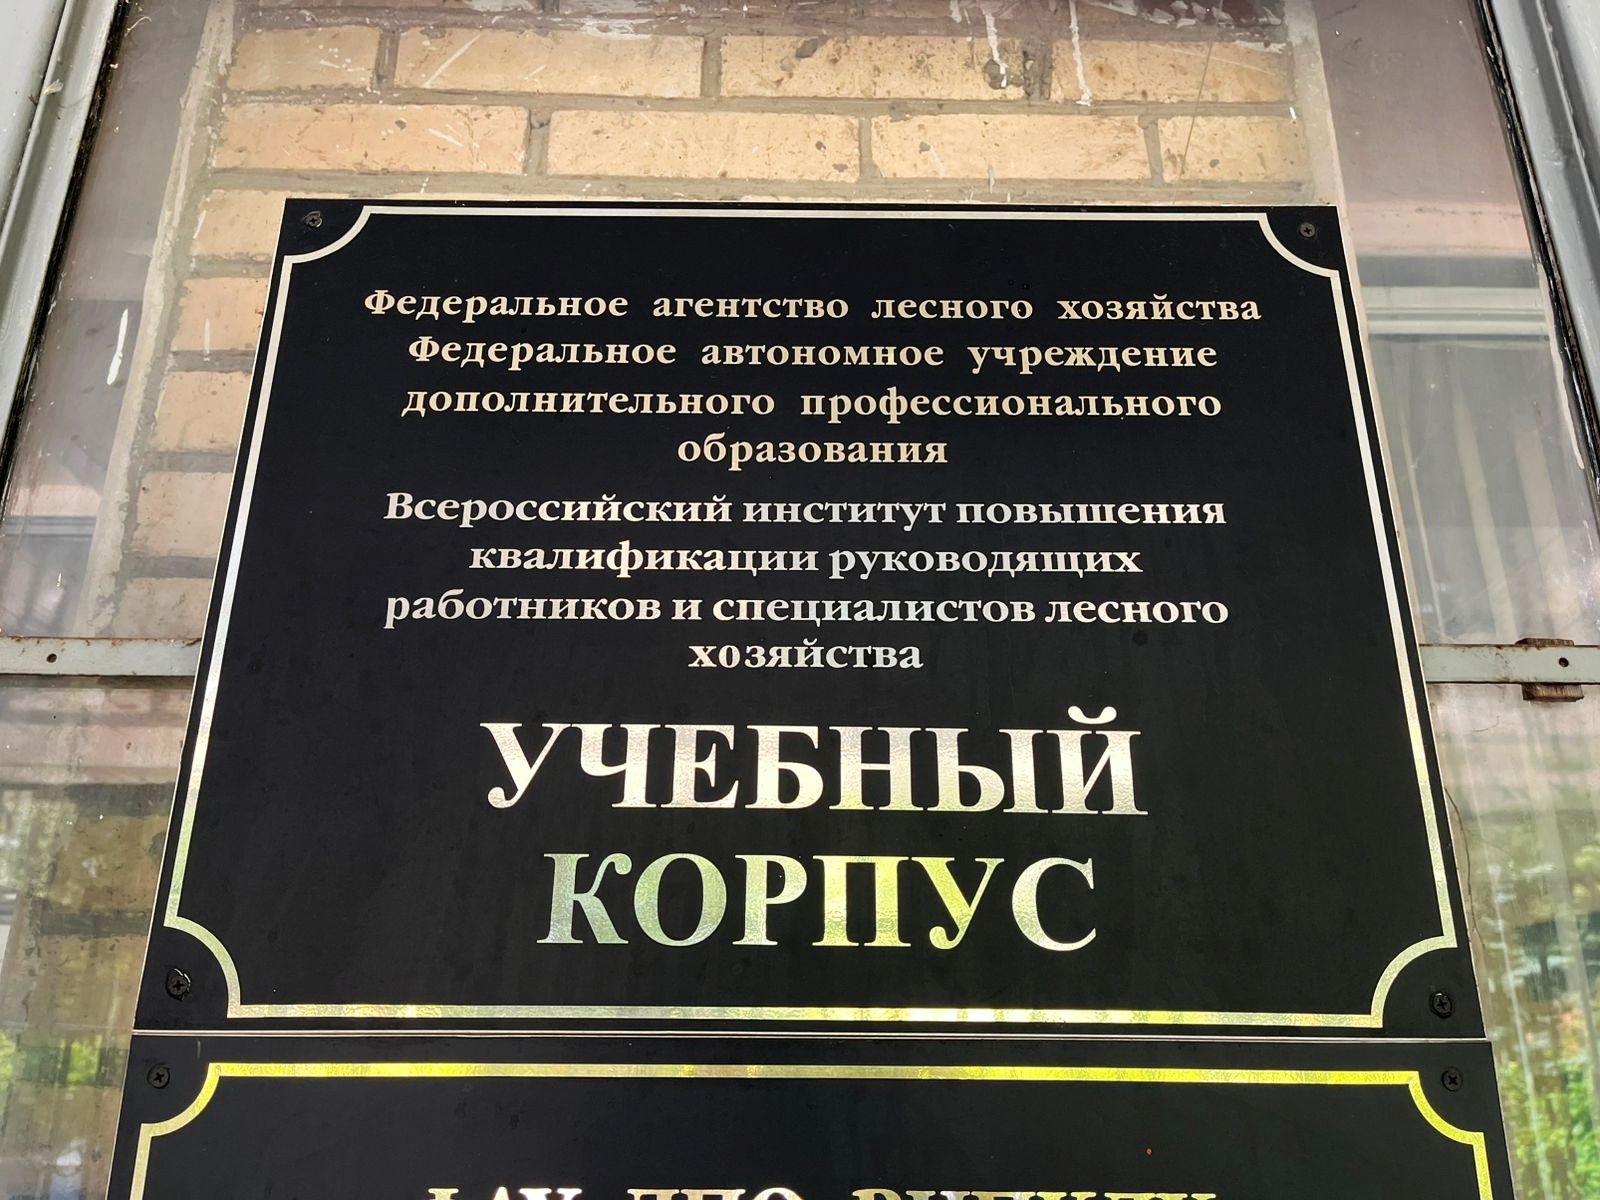 Федеральное агентство лесного хозяйства
Федеральное автономное учреждение
дополнительного профессионального
образования
Всероссийский институт повышения
квалификации руководящих
работников и специалистов лесного
хозяйства
УЧЕБНЫЙ
КОРПУС